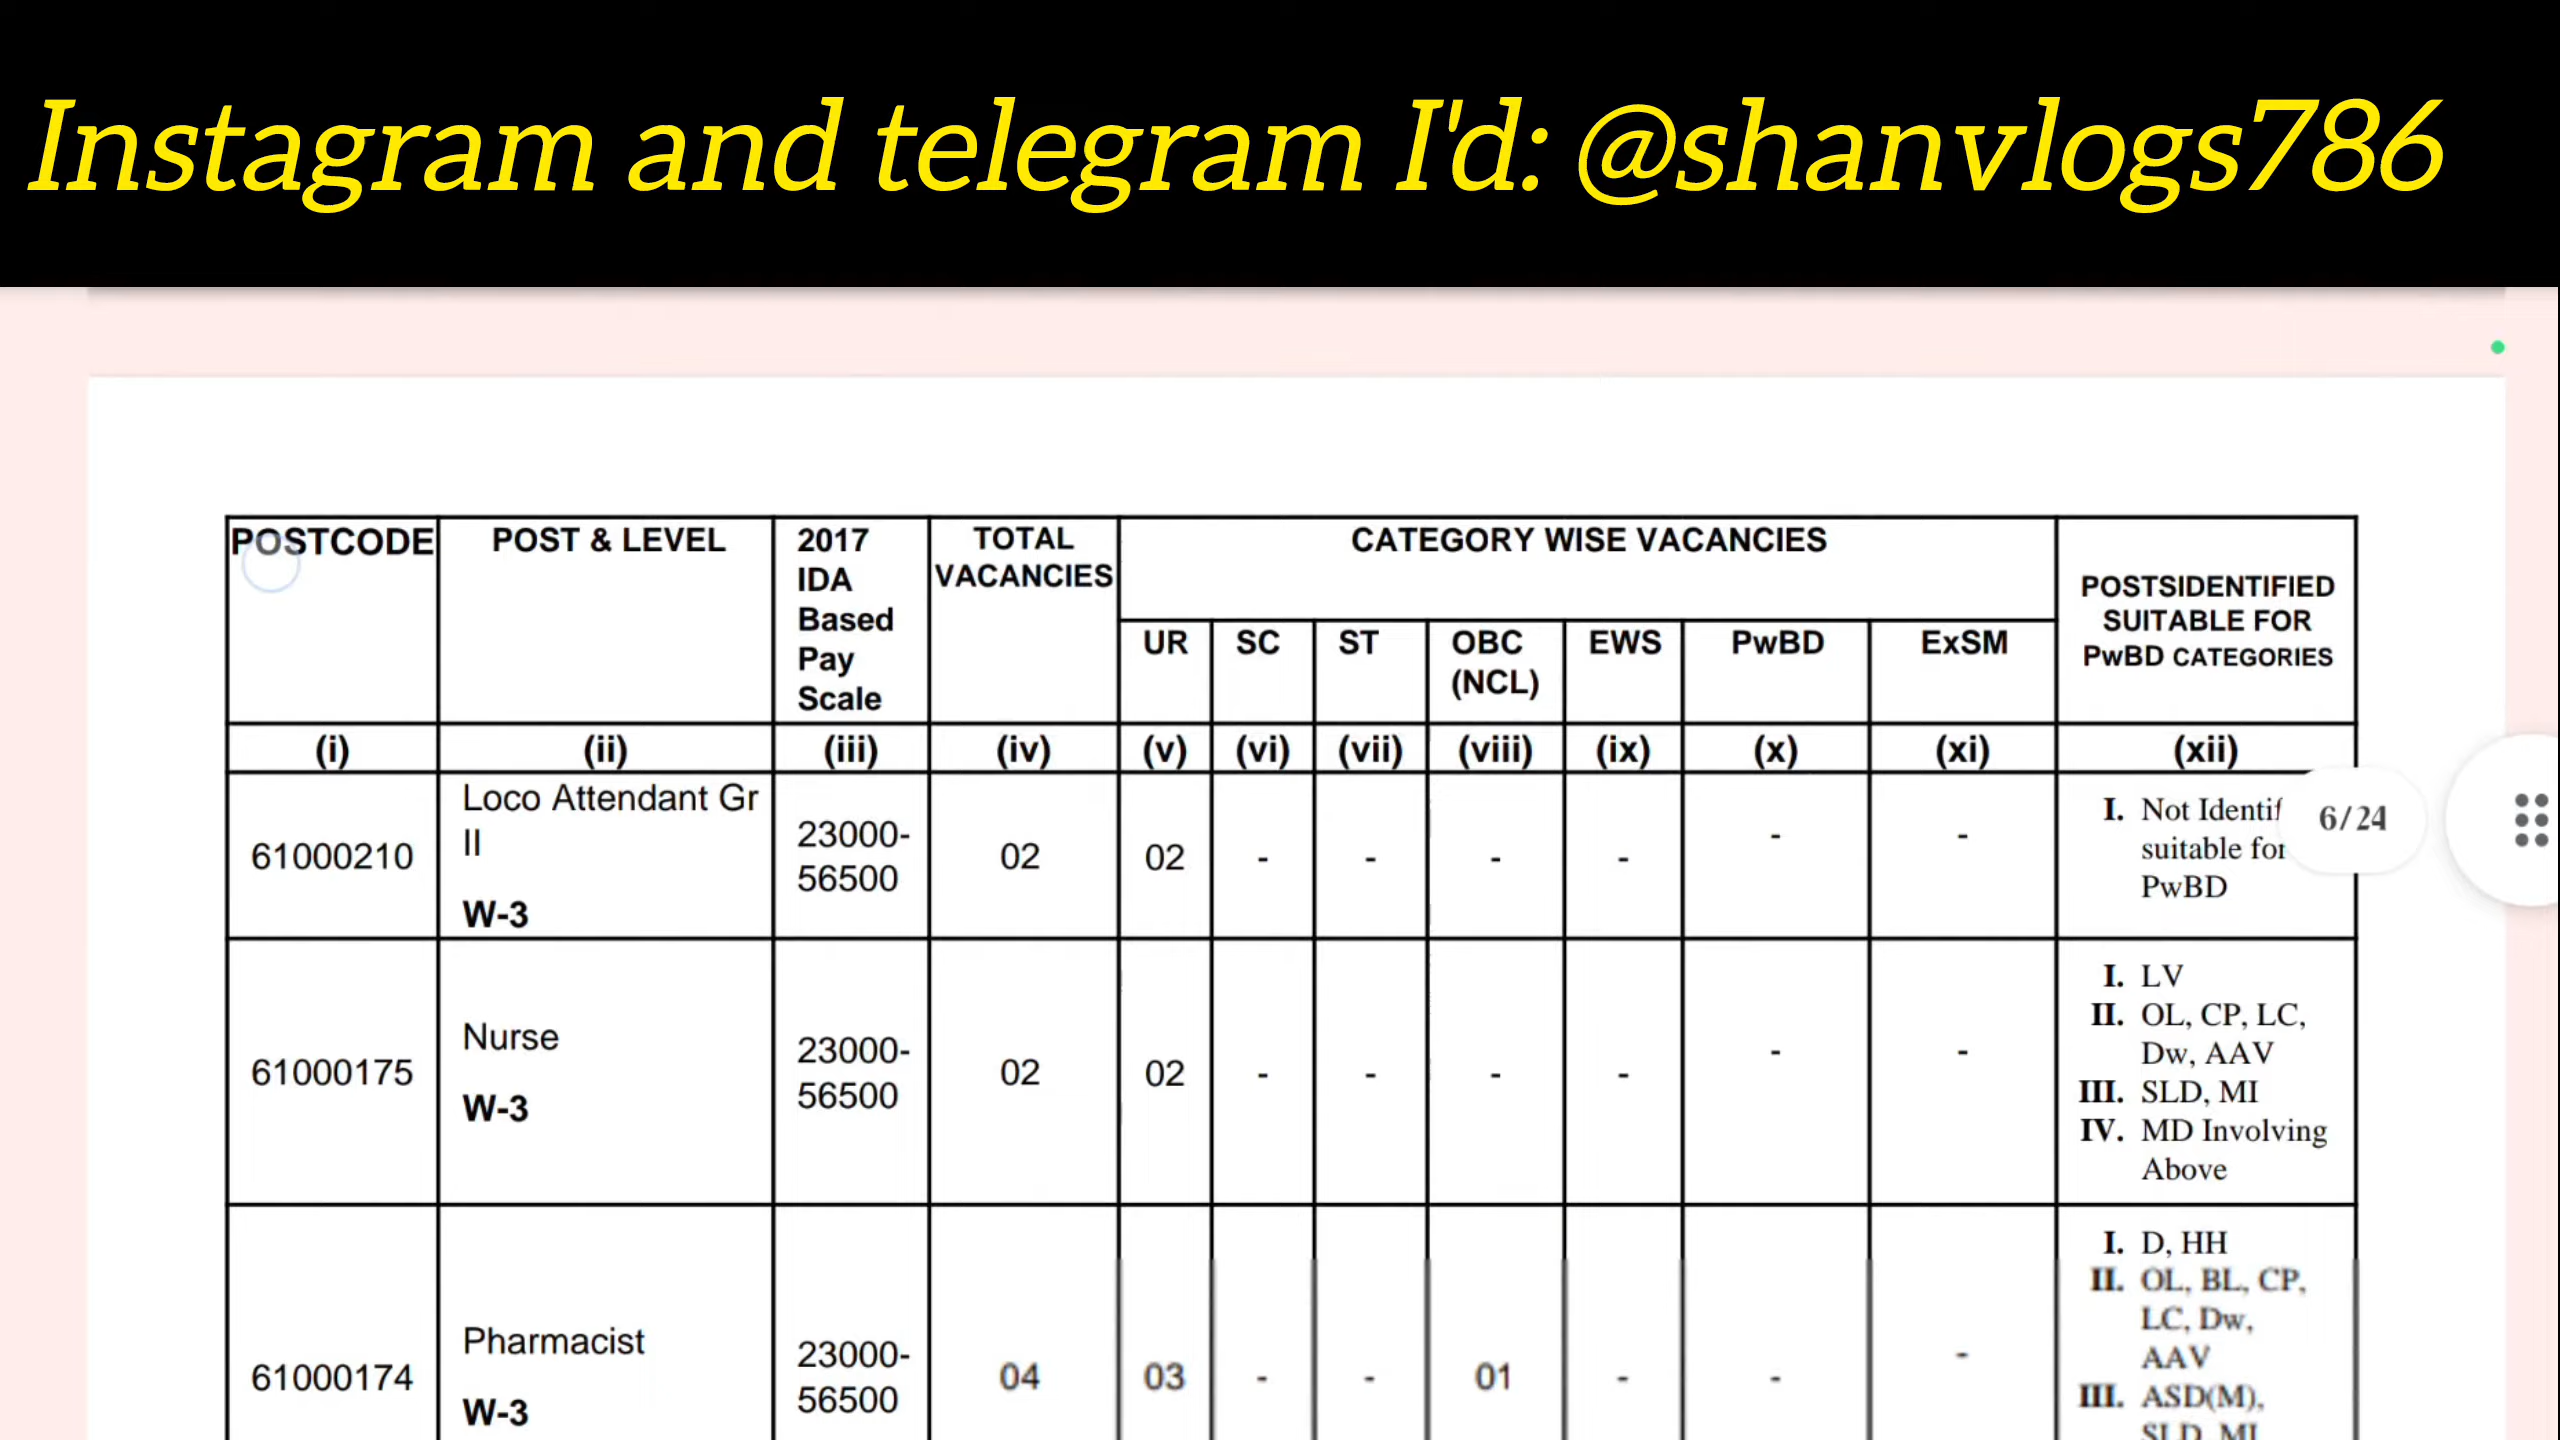 Instagram and telegram I'd: @shanvlogs786
POSTCODE
POST & LEVEL
2017
IDA
Based
Pay
Scale
TOTAL
VACANCIES
CATEGORY WISE VACANCIES
UR
SC
ST
OBC
(NCL)
EWS
PwBD
ExSM
POSTSIDENTIFIED
SUITABLE FOR
PwBD CATEGORIES
(i)
(ii)
(iii)
(iv)
(v)
(vi)
(vii)
(viii)
(ix)
(x)
(xi)
(xii)
61000210
Loco Attendant Gr
II
W-3
23000-
56500
02
02
-
-
-
-
-
-
I. Not
suitable for
PwBD
6/24
61000175
Nurse
W-3
23000-
56500
02
02
-
-
-
-
-
-
I. LV
II. OL, CP, LC,
Dw, AAV
III. SLD, MI
IV. MD Involving
Above
61000174
Pharmacist
W-3
23000-
56500
04
03
-
-
01
-
-
-
I. D, HH
II. OL, BL, CP,
LC, Dw,
AAV
III. ASD(M),
SLD, MI